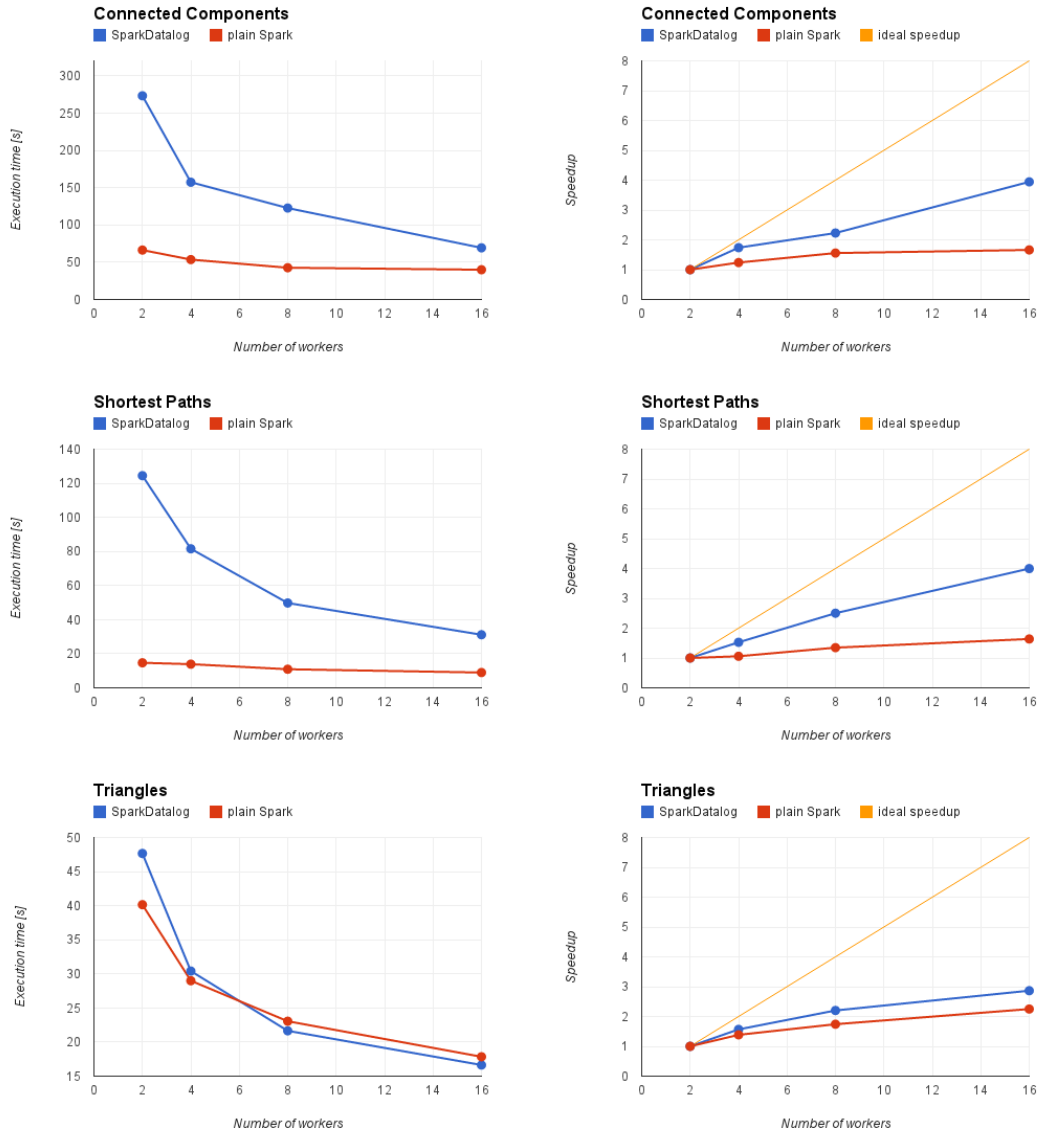 Connected Components
SparkDatalog plain Spark
300
250
200
150
100
50
0
Execution time [s]
0 2 4 6 8 10 12 14 16
Number of workers
Connected Components
SparkDatalog plain Spark ideal speedup
8
7
6
5
4
3
2
1
0
Speedup
0 2 4 6 8 10 12 14 16
Number of workers
Shortest Paths
SparkDatalog plain Spark
140
120
100
80
60
40
20
0
Execution time [s]
0 2 4 6 8 10 12 14 16
Number of workers
Shortest Paths
SparkDatalog plain Spark ideal speedup
8
7
6
5
4
3
2
1
0
Speedup
0 2 4 6 8 10 12 14 16
Number of workers
Triangles
SparkDatalog plain Spark
50
45
40
35
30
25
20
15
Execution time [s]
0 2 4 6 8 10 12 14 16
Number of workers
Triangles
SparkDatalog plain Spark ideal speedup
8
7
6
5
4
3
2
1
0
Speedup
0 2 4 6 8 10 12 14 16
Number of workers